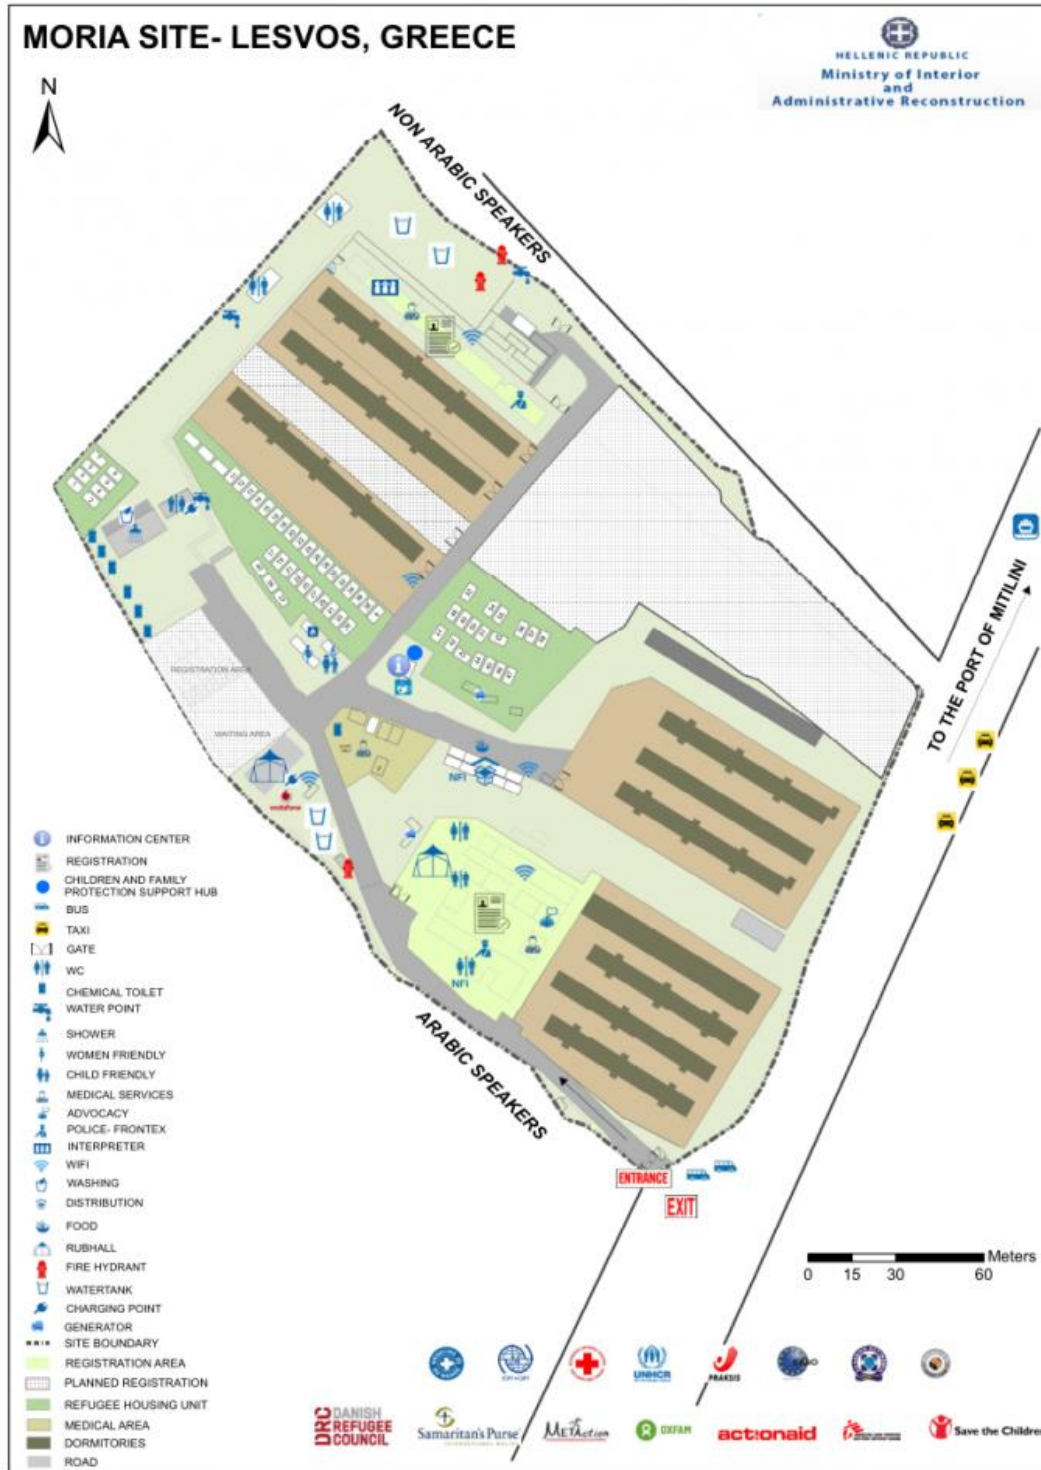 MORIA SITE- LESVOS, GREECE
HELLENIC REPUBLIC
Ministry of Interior
and
Administrative Reconstruction
N
NON ARABIC SPEAKERS
REGISTRATION AREA
WAITING AREA
NFI
vodafone
NFI
TO THE PORT OF MITILINI
ARABIC SPEAKERS
ENTRANCE
EXIT
INFORMATION CENTER
REGISTRATION
CHILDREN AND FAMILY
PROTECTION SUPPORT HUB
BUS
TAXI
GATE
WC
CHEMICAL TOILET
WATER POINT
SHOWER
WOMEN FRIENDLY
CHILD FRIENDLY
MEDICAL SERVICES
ADVOCACY
POLICE- FRONTEX
INTERPRETER
WIFI
WASHING
DISTRIBUTION
FOOD
RUBHALL
FIRE HYDRANT
WATERTANK
CHARGING POINT
GENERATOR
SITE BOUNDARY
REGISTRATION AREA
PLANNED REGISTRATION
REFUGEE HOUSING UNIT
MEDICAL AREA
DORMITORIES
ROAD
Meters
0 15 30 60
UNHCR
PRAKSIS
DRC DANISH
REFUGEE
COUNCIL
Samaritan's Purse
METAction
OXFAM
actionaid
Save the Children